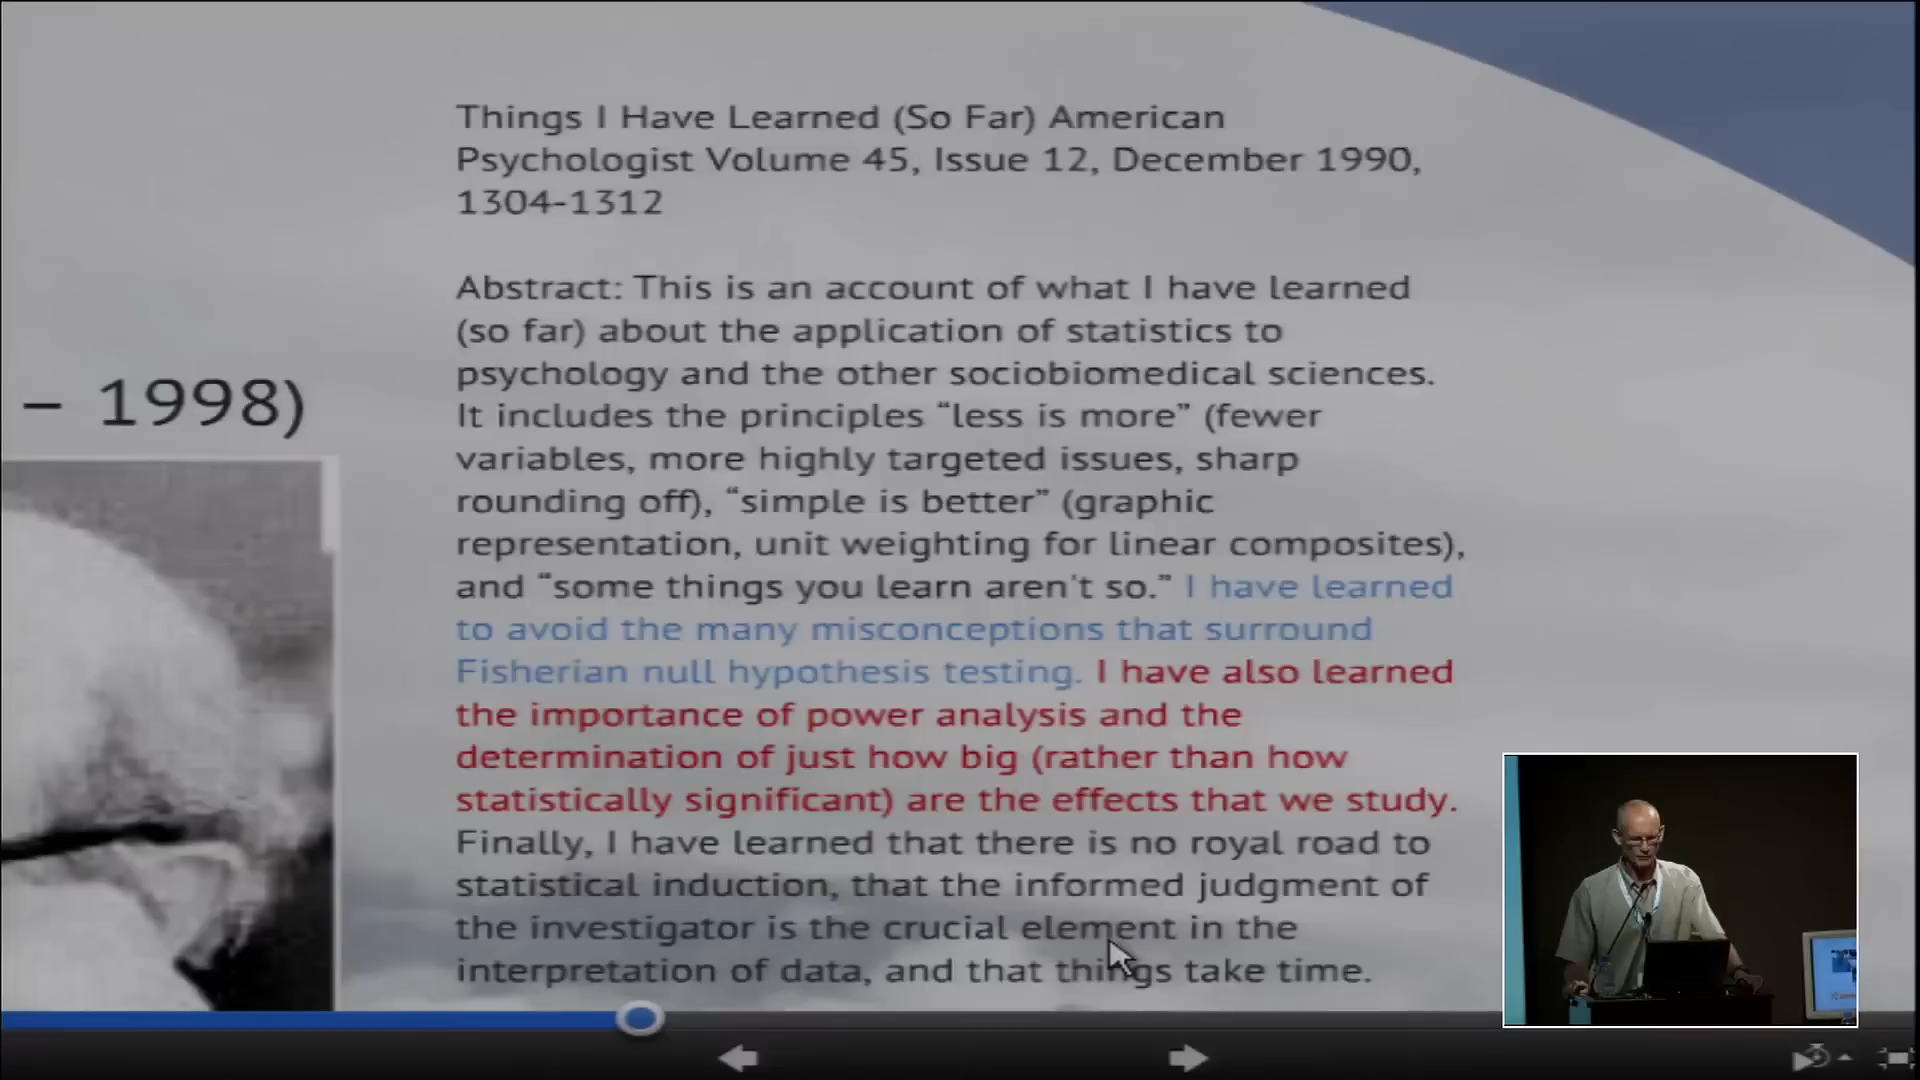 Things I Have Learned (So Far) American
Psychologist Volume 45, Issue 12, December 1990,
1304-1312
Abstract: This is an account of what I have learned
(so far) about the application of statistics to
psychology and the other sociobiomedical sciences.
It includes the principles “less is more” (fewer
variables, more highly targeted issues, sharp
rounding off), “simple is better” (graphic
representation, unit weighting for linear composites),
and “some things you learn aren't so.” I have learned
to avoid the many misconceptions that surround
Fisherian null hypothesis testing. I have also learned
the importance of power analysis and the
determination of just how big (rather than how
statistically significant) are the effects that we study.
Finally, I have learned that there is no royal road to
statistical induction, that the informed judgment of
the investigator is the crucial element in the
interpretation of data, and that things take time.
– 1998)